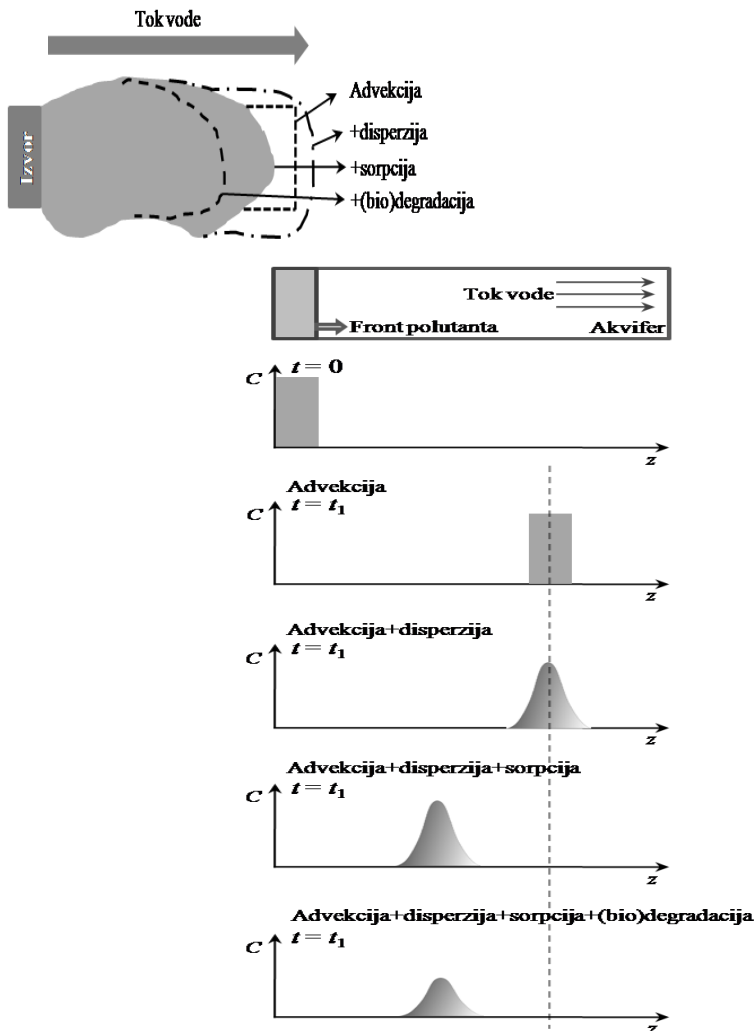 Tok vode
Izvor
Advekcija
+disperzija
+sorpcija
+(bio)degradacija
Tok vode
Front polutanta
Akvifer
C
t = 0
z
Advekcija
t = t₁
C
z
Advekcija+disperzija
t = t₁
C
z
Advekcija+disperzija+sorpcija
t = t₁
C
z
Advekcija+disperzija+sorpcija+(bio)degradacija
t = t₁
C
z